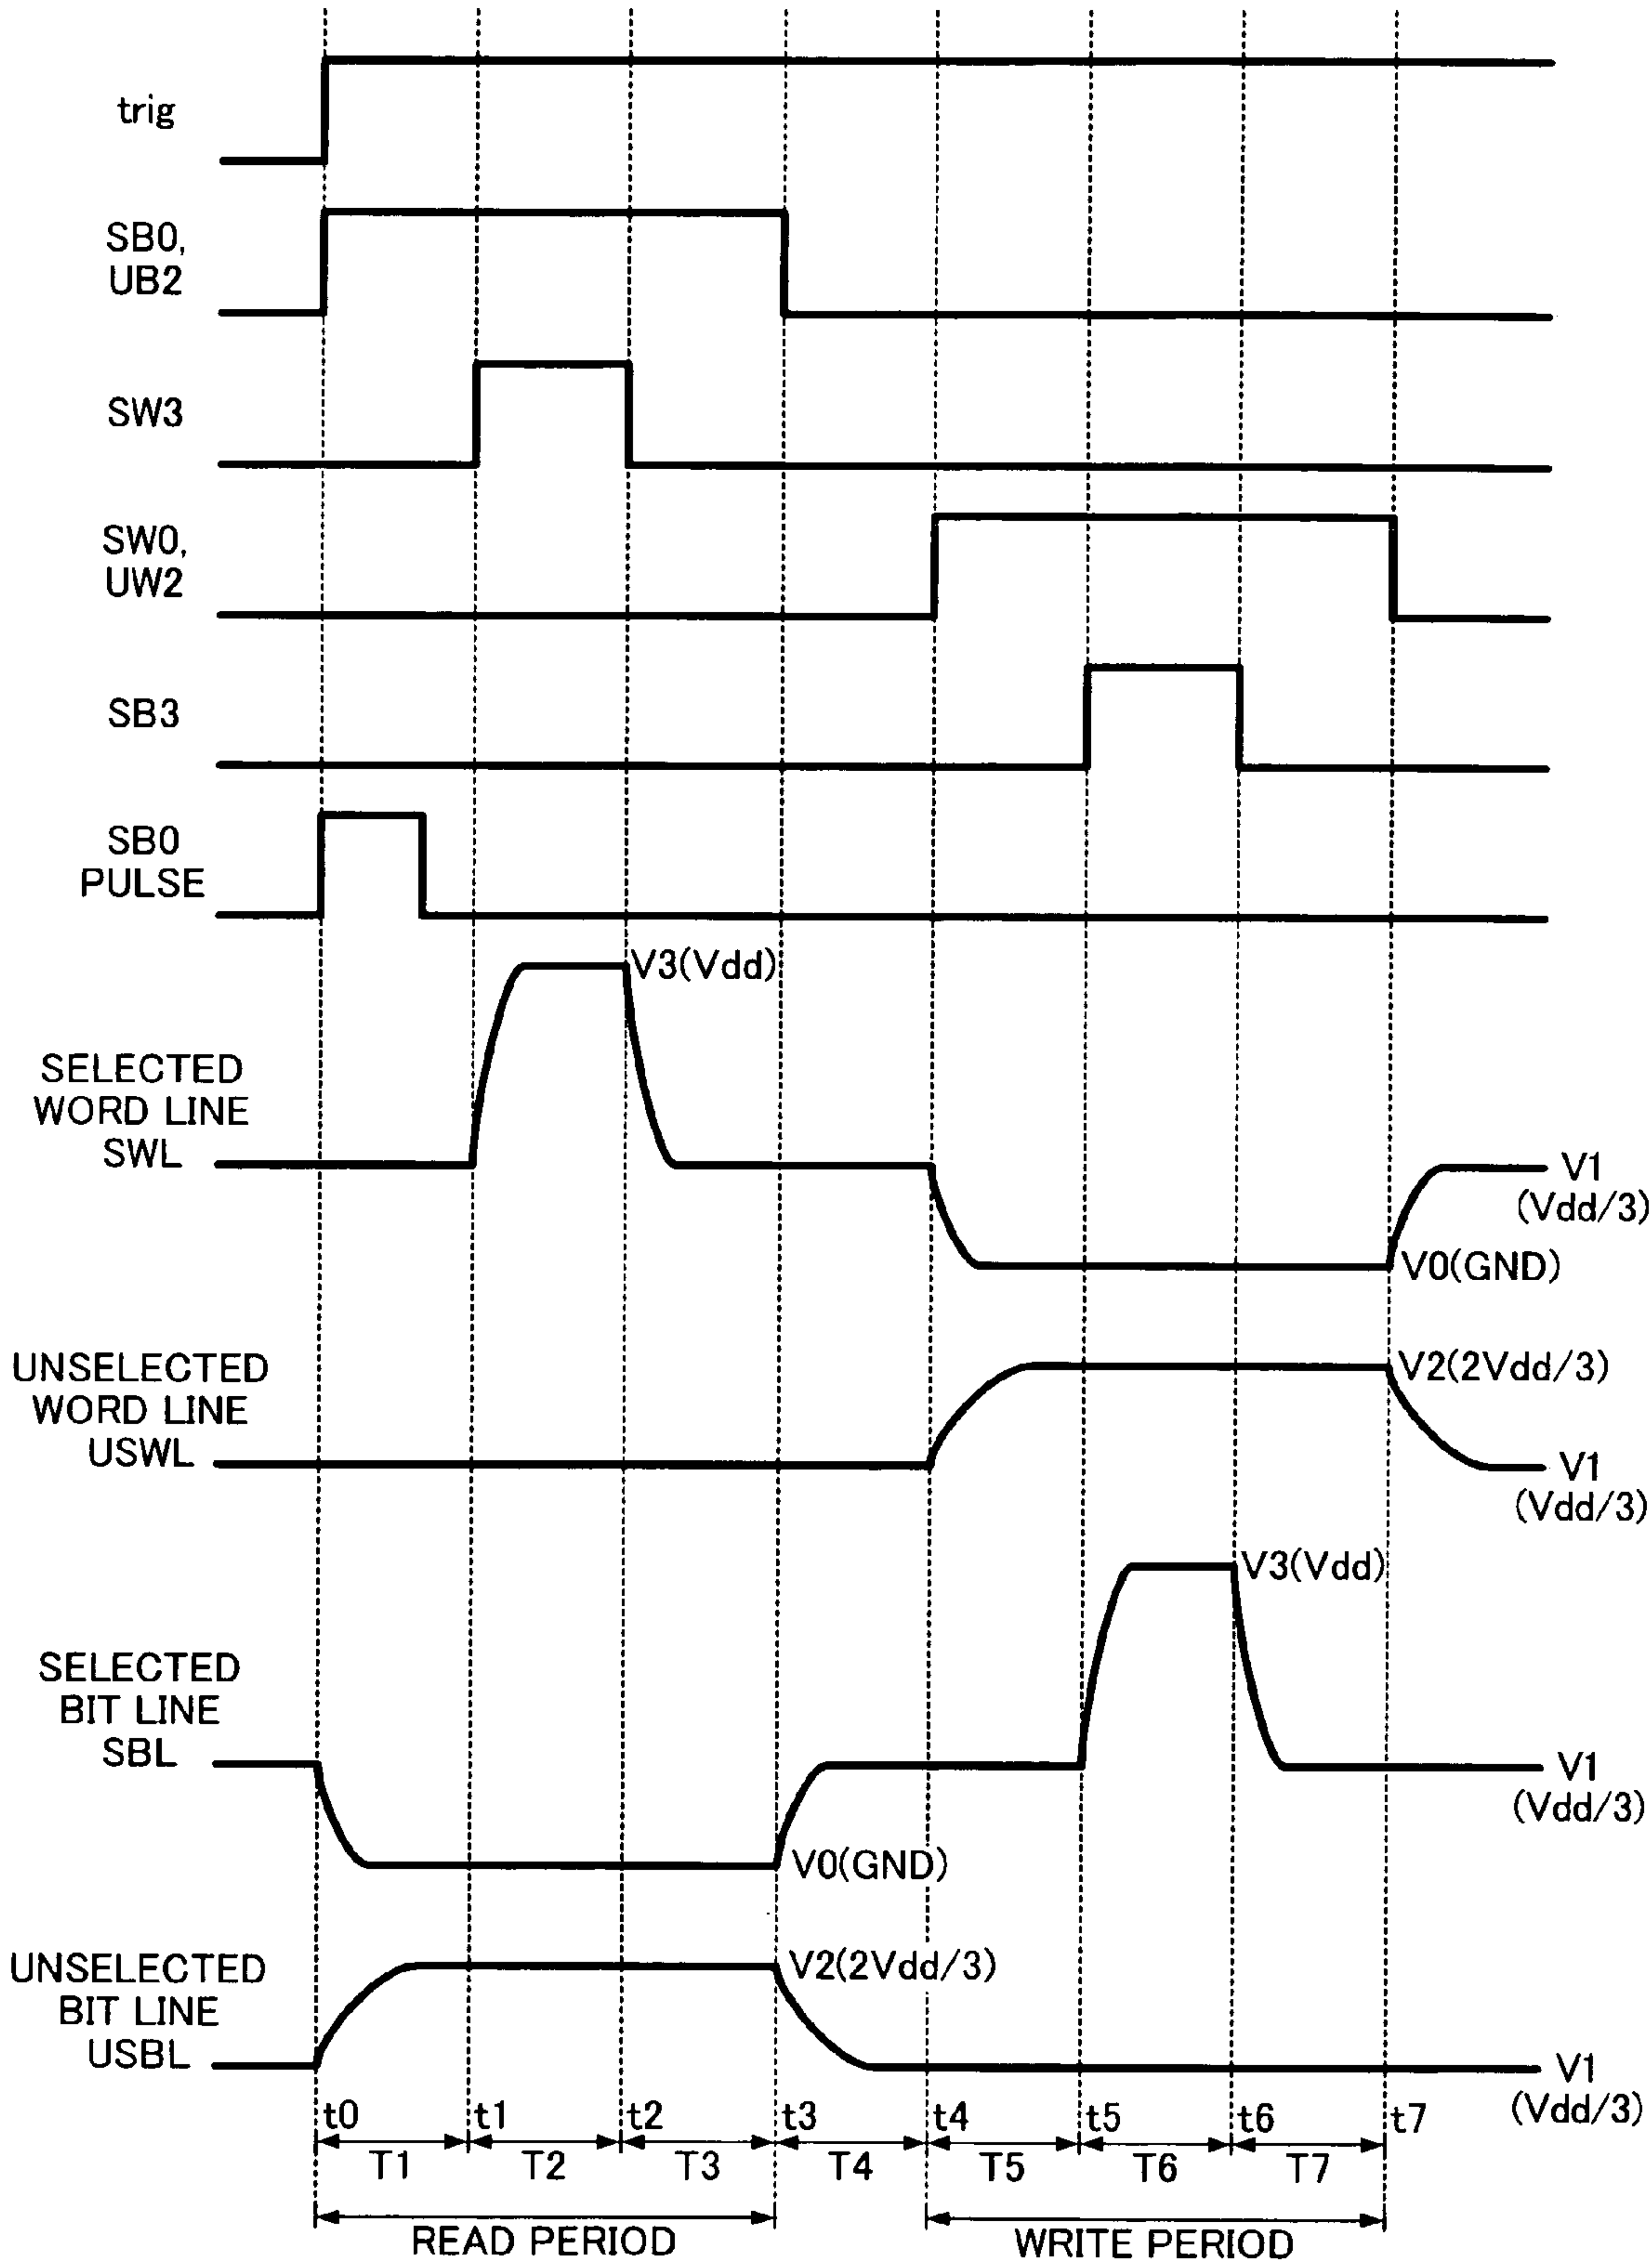 trig
SB0,
UB2
SW3
SW0,
UW2
SB3
SB0
PULSE
V3(Vdd)
SELECTED
WORD LINE
SWL
V1
(Vdd/3)
V0(GND)
UNSELECTED
WORD LINE
USWL
V2(2Vdd/3)
V1
(Vdd/3)
V3(Vdd)
SELECTED
BIT LINE
SBL
V1
(Vdd/3)
V0(GND)
UNSELECTED
BIT LINE
USBL
V2(2Vdd/3)
V1
(Vdd/3)
t0 t1 t2 t3 t4 t5 t6 t7
T1 T2 T3 T4 T5 T6 T7
READ PERIOD WRITE PERIOD